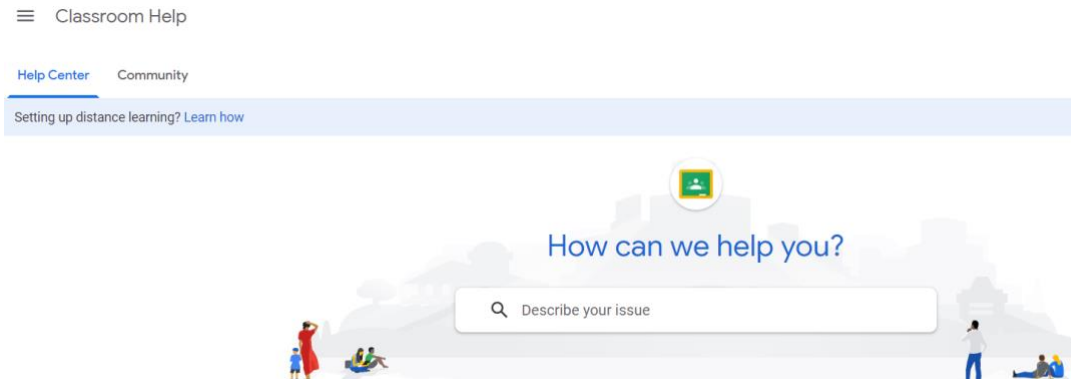 Classroom Help
Help Center Community
Setting up distance learning? Learn how
How can we help you?
Describe your issue